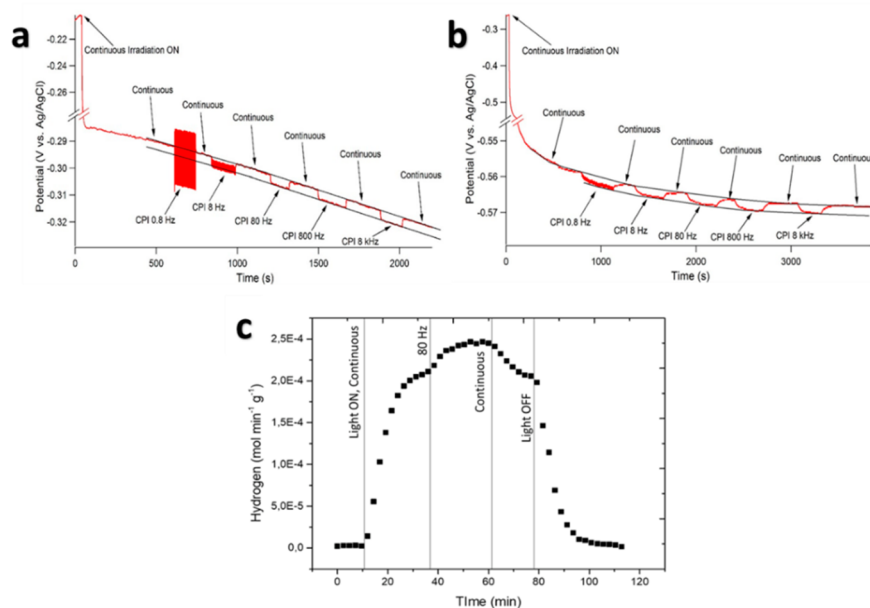 a
-0.22
-0.24
-0.26
-0.29
-0.30
-0.31
-0.32
Potential (V vs. Ag/AgCl)
Continuous Irradiation ON
Continuous
Continuous
Continuous
Continuous
Continuous
Continuous
CPI 0.8 Hz
CPI 8 Hz
CPI 80 Hz
CPI 800 Hz
CPI 8 kHz
0
500
1000
1500
2000
Time (s)
b
-0.3
-0.4
-0.5
-0.55
-0.56
-0.57
Potential (V vs. Ag/AgCl)
Continuous Irradiation ON
Continuous
Continuous
Continuous
Continuous
Continuous
Continuous
CPI 0.8 Hz
CPI 8 Hz
CPI 80 Hz
CPI 800 Hz
CPI 8 kHz
0
1000
2000
3000
Time (s)
c
2,5E-4
2,0E-4
1,5E-4
1,0E-4
5,0E-5
0,0
Hydrogen (mol min⁻¹ g⁻¹)
Light ON, Continuous
80 Hz
Continuous
Light OFF
0
20
40
60
80
100
120
TIme (min)